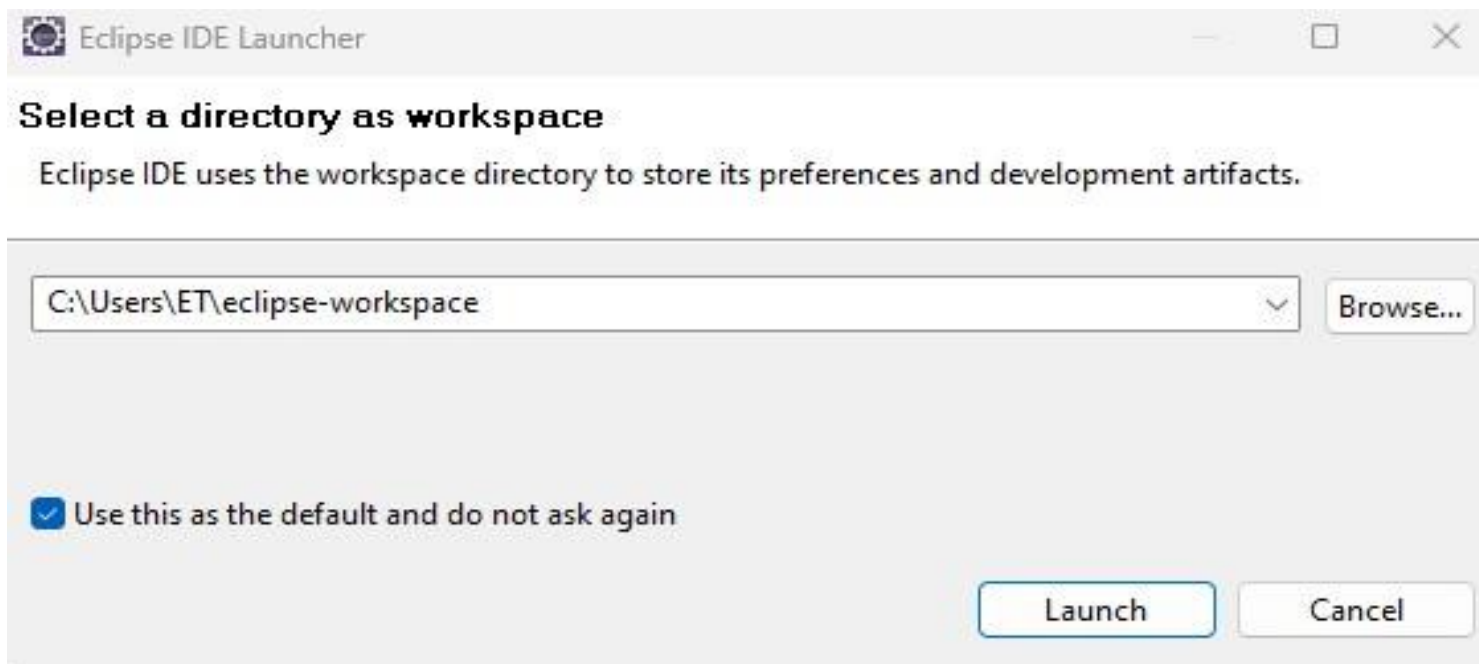 Eclipse IDE Launcher
Select a directory as workspace
Eclipse IDE uses the workspace directory to store its preferences and development artifacts.
C:\Users\ET\eclipse-workspace
Browse...
Use this as the default and do not ask again
Launch
Cancel